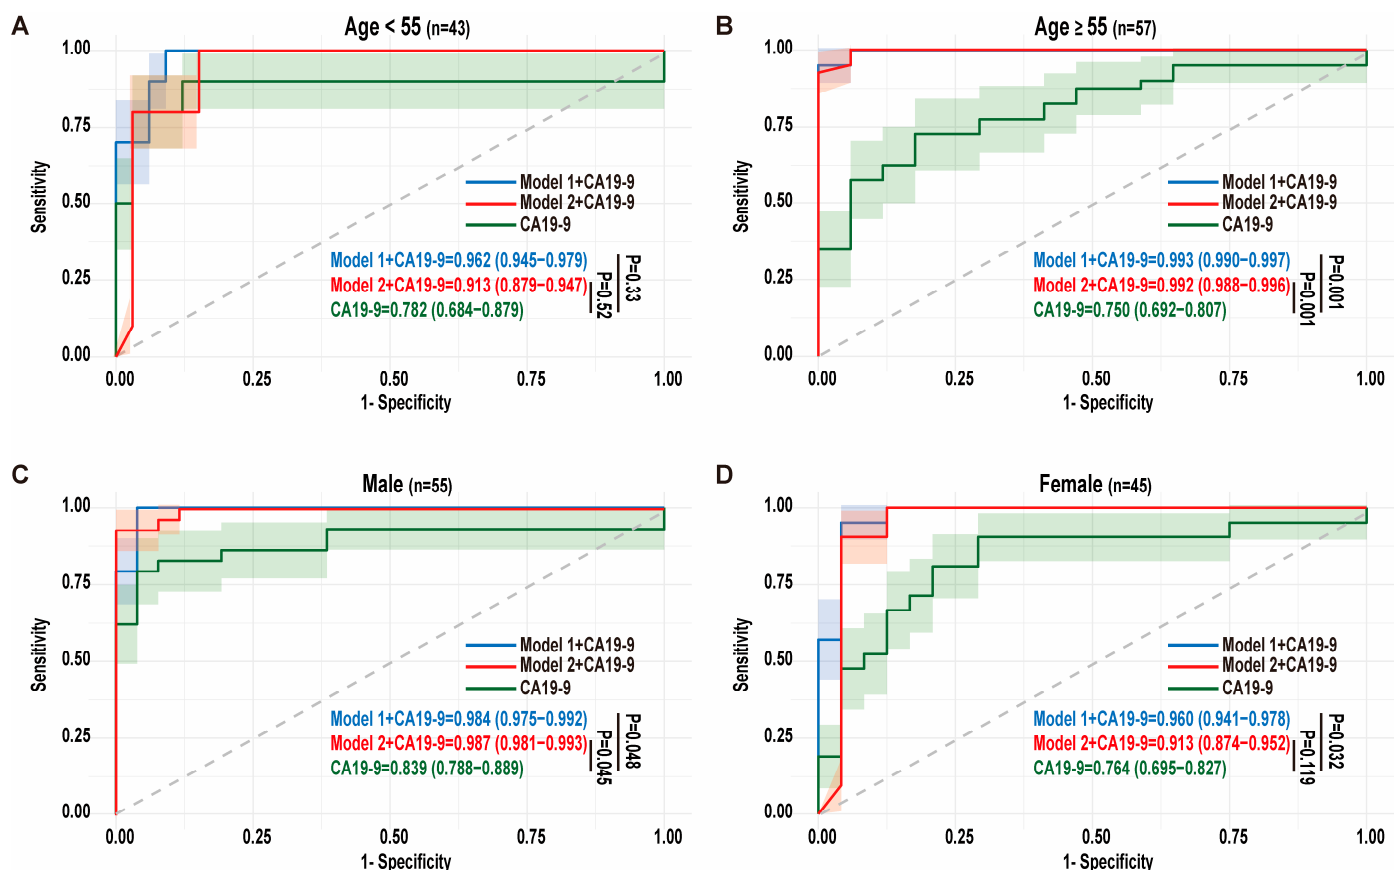 A
Age < 55 (n=43)
1.00
0.75
0.50
0.25
0.00
Sensitivity
Model 1+CA19-9
Model 2+CA19-9
CA19-9
Model 1+CA19-9=0.962 (0.945−0.979)
Model 2+CA19-9=0.913 (0.879−0.947)
CA19-9=0.782 (0.684−0.879)
P=0.52
P=0.33
0.00 0.25 0.50 0.75 1.00
1- Specificity
B
Age ≥ 55 (n=57)
1.00
0.75
0.50
0.25
0.00
Sensitivity
Model 1+CA19-9
Model 2+CA19-9
CA19-9
Model 1+CA19-9=0.993 (0.990−0.997)
Model 2+CA19-9=0.992 (0.988−0.996)
CA19-9=0.750 (0.692−0.807)
P=0.001
P=0.001
0.00 0.25 0.50 0.75 1.00
1- Specificity
C
Male (n=55)
1.00
0.75
0.50
0.25
0.00
Sensitivity
Model 1+CA19-9
Model 2+CA19-9
CA19-9
Model 1+CA19-9=0.984 (0.975−0.992)
Model 2+CA19-9=0.987 (0.981−0.993)
CA19-9=0.839 (0.788−0.889)
P=0.045
P=0.048
0.00 0.25 0.50 0.75 1.00
1- Specificity
D
Female (n=45)
1.00
0.75
0.50
0.25
0.00
Sensitivity
Model 1+CA19-9
Model 2+CA19-9
CA19-9
Model 1+CA19-9=0.960 (0.941−0.978)
Model 2+CA19-9=0.913 (0.874−0.952)
CA19-9=0.764 (0.695−0.827)
P=0.119
P=0.032
0.00 0.25 0.50 0.75 1.00
1- Specificity